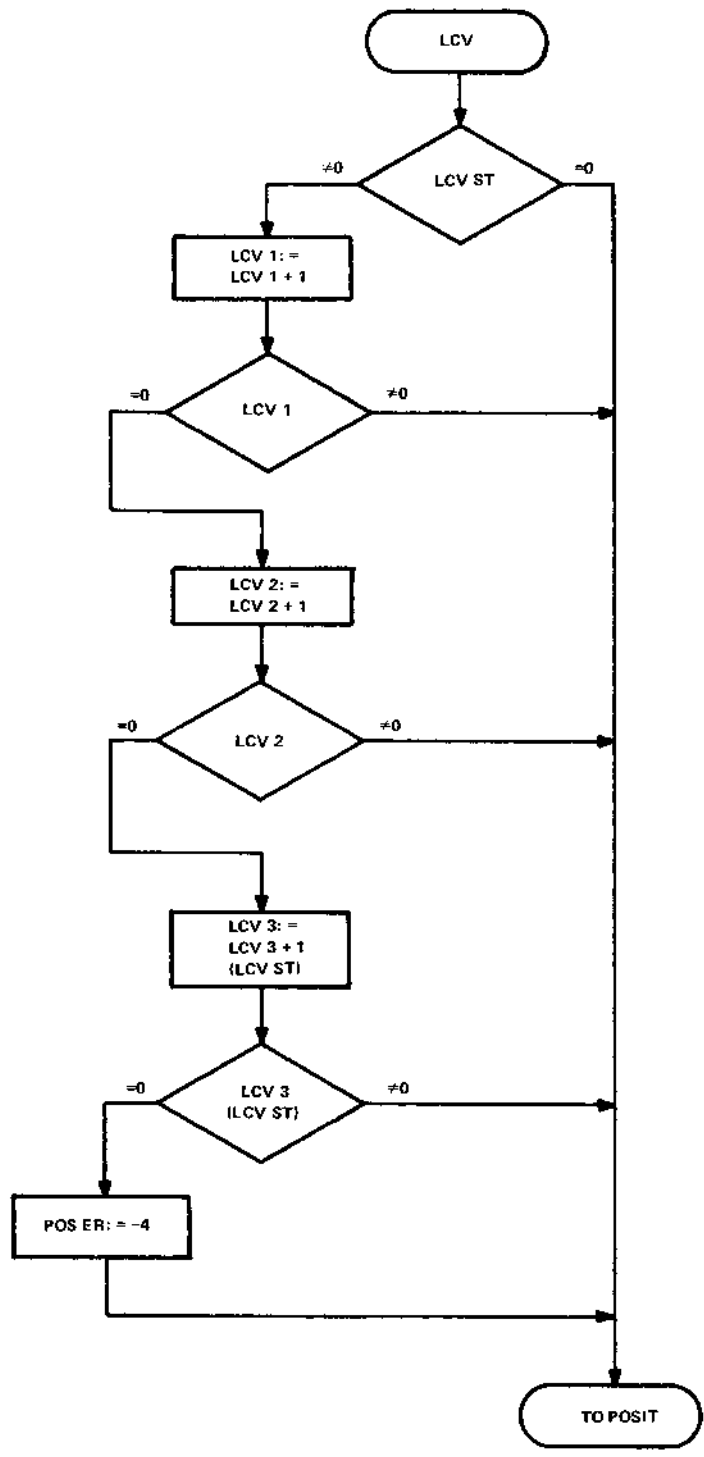 LCV
≠0
LCV ST
=0
LCV 1: =
LCV 1 + 1
=0
LCV 1
≠0
LCV 2: =
LCV 2 + 1
=0
LCV 2
≠0
LCV 3: =
LCV 3 + 1
(LCV ST)
=0
LCV 3
(LCV ST)
≠0
POS ER: = -4
TO POSIT